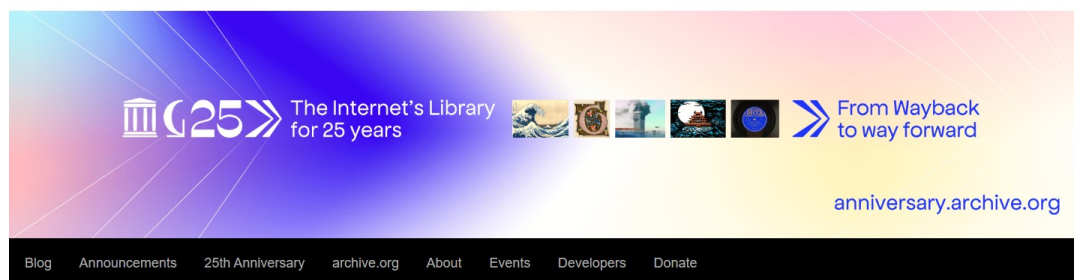 25 The Internet's Library
for 25 years
From Wayback
to way forward
anniversary.archive.org
Blog Announcements 25th Anniversary archive.org About Events Developers Donate